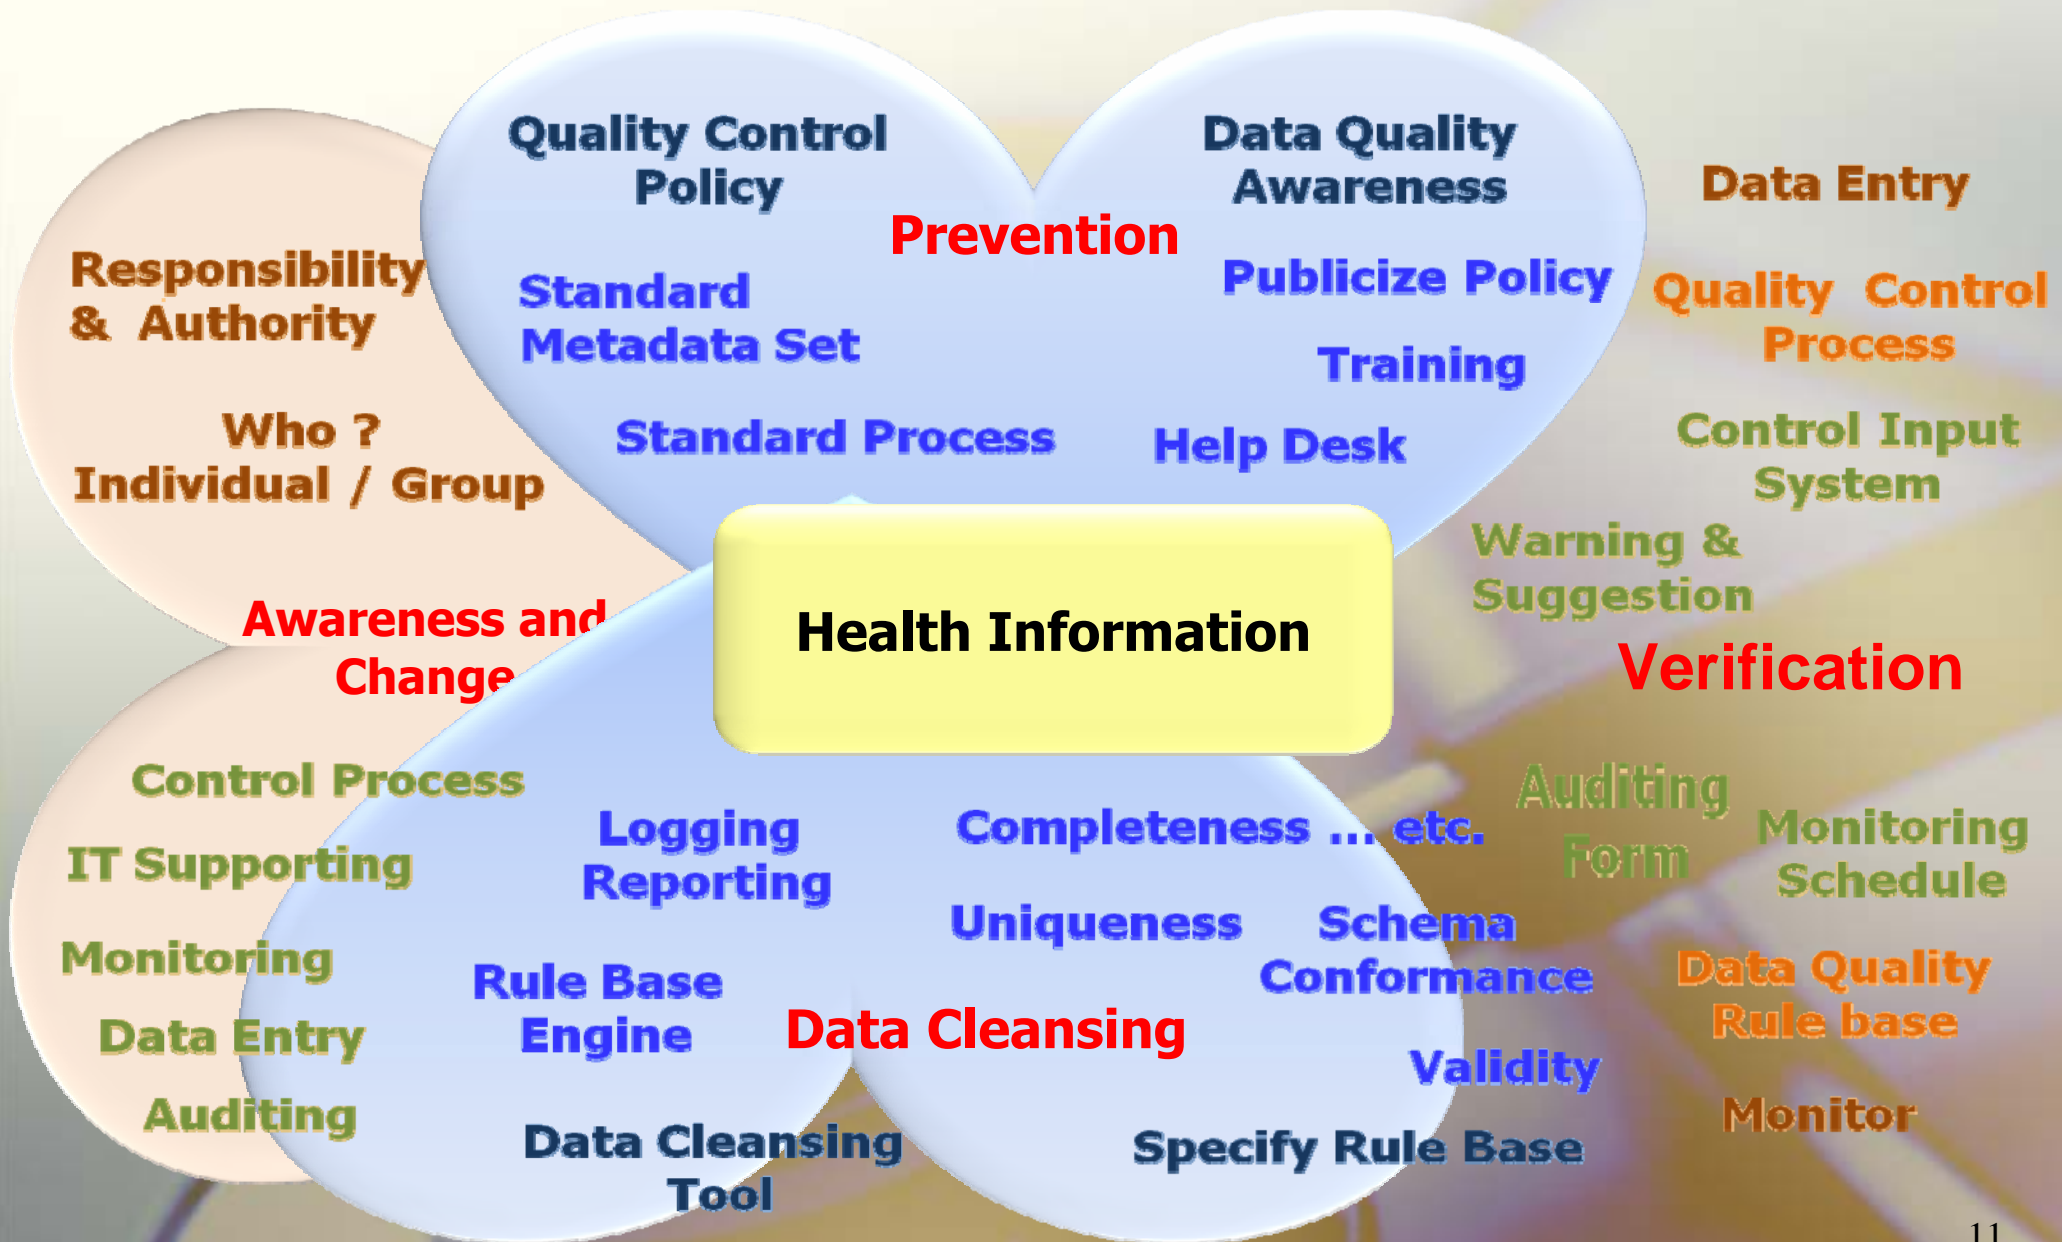 Quality Control
Policy
Standard
Metadata Set
Standard Process
Prevention
Data Quality
Awareness
Publicize Policy
Training
Help Desk
Responsibility
& Authority
Who ?
Individual / Group
Awareness and
Change
Control Process
IT Supporting
Monitoring
Data Entry
Auditing
Health Information
Data Entry
Quality Control
Process
Control Input
System
Warning &
Suggestion
Verification
Auditing
Form
Monitoring
Schedule
Data Quality
Rule base
Monitor
Logging
Reporting
Rule Base
Engine
Data Cleansing
Tool
Data Cleansing
Completeness ... etc.
Uniqueness
Schema
Conformance
Validity
Specify Rule Base
11